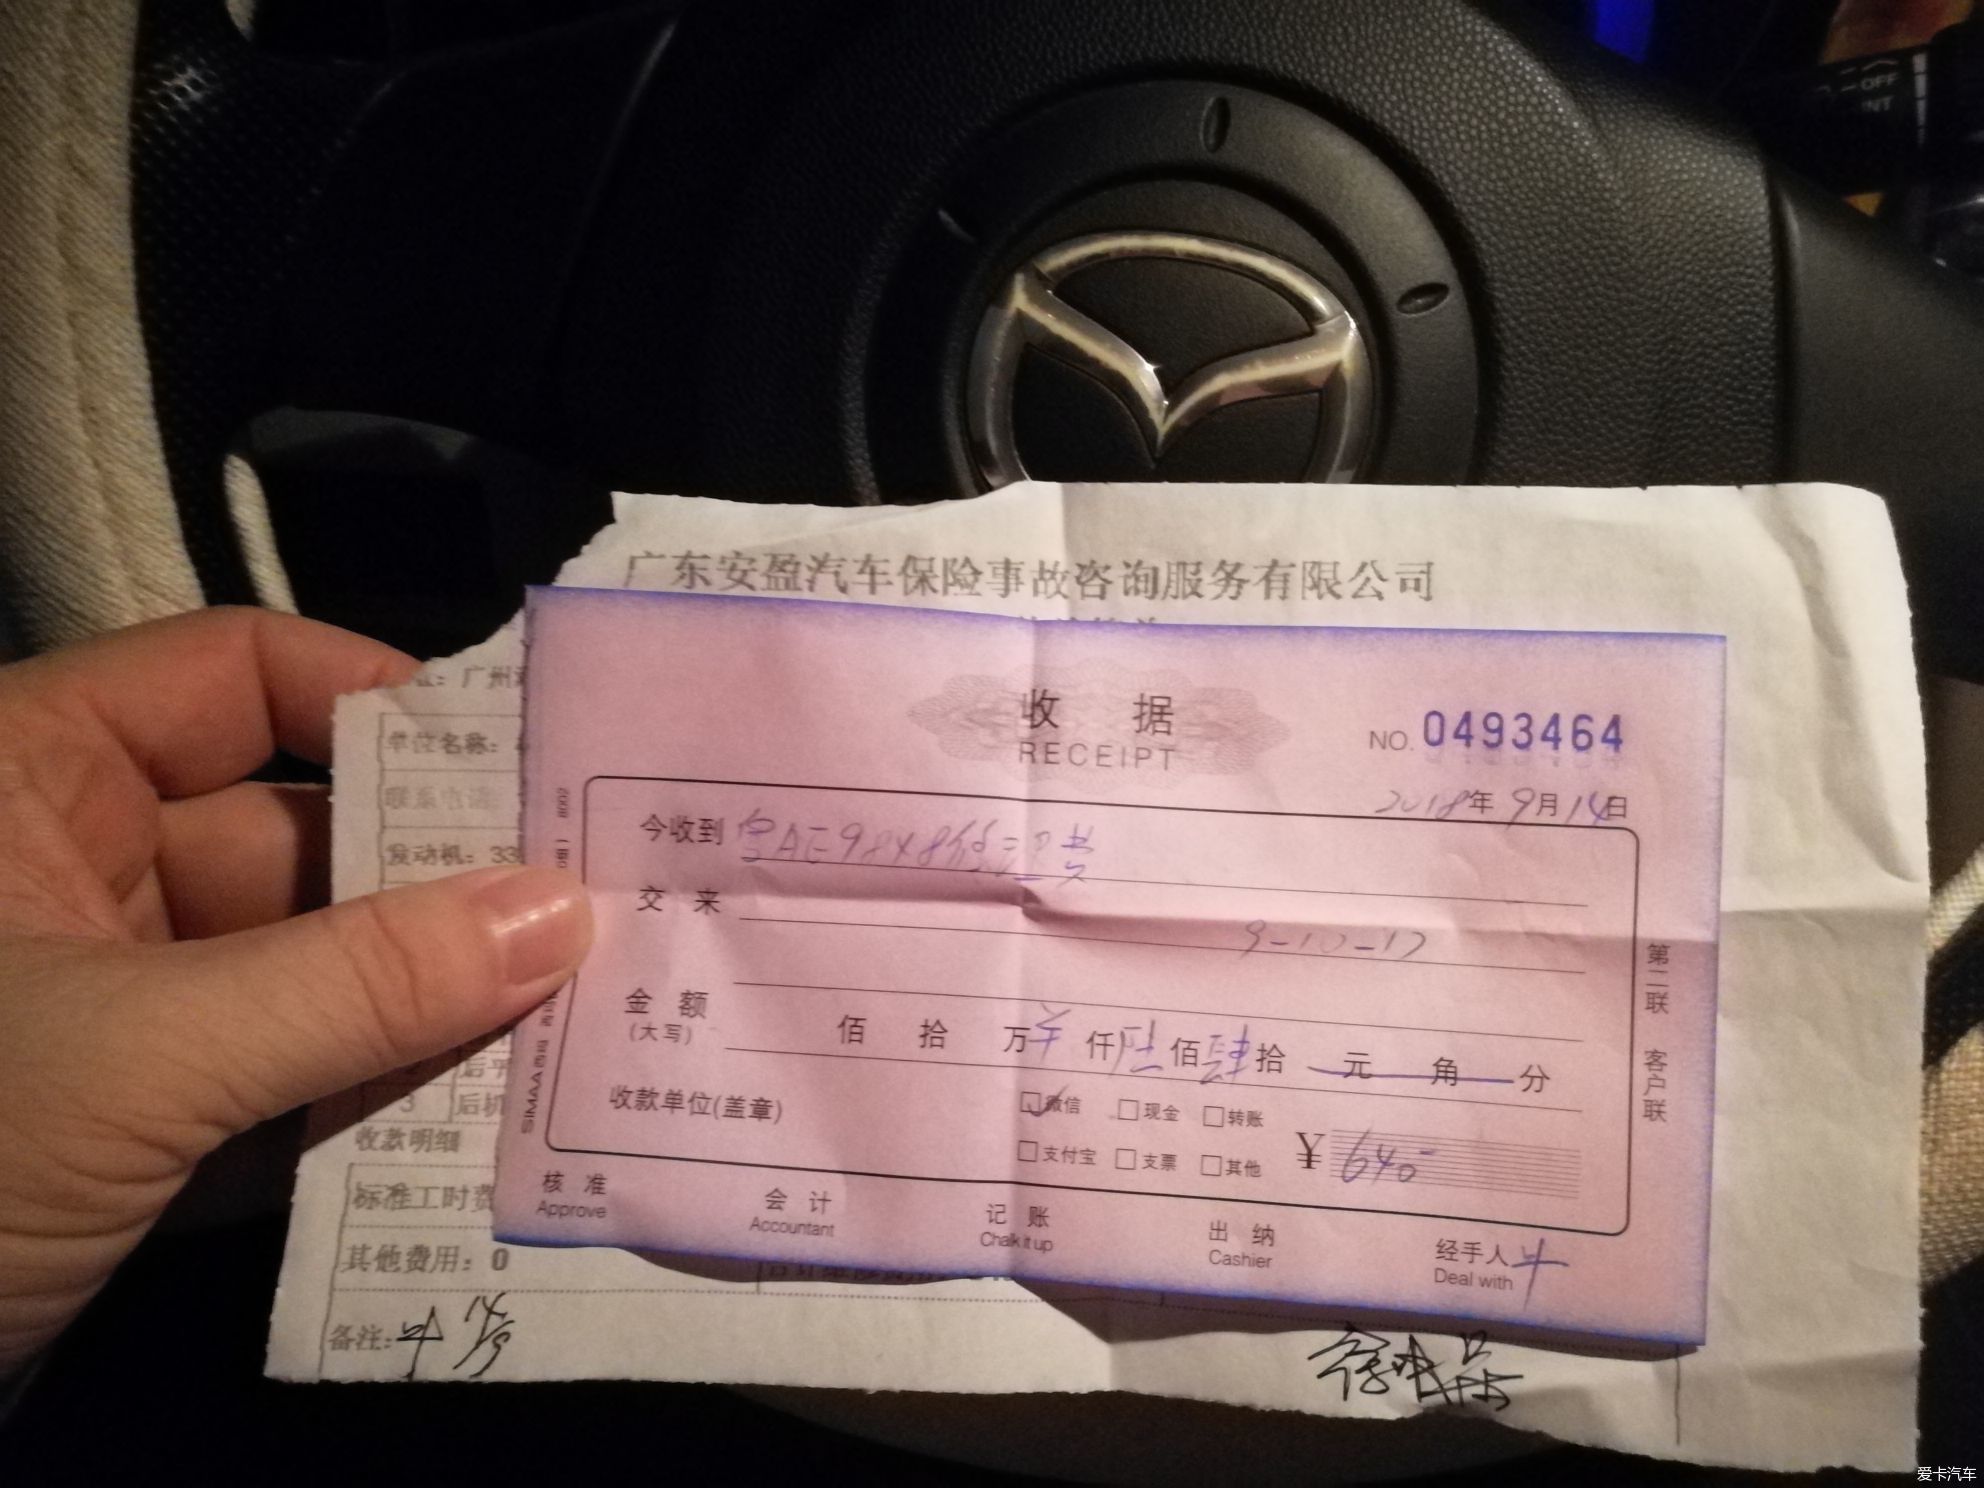 OFF
INT
广东安盈汽车保险事故咨询服务有限公司
广州
单位名称：
联系电话：
发动机：33
收据
RECEIPT
NO. 0493464
2018年9月14日
今收到
交来
9-10-17
金额
(大写)
佰 拾 万 仟陆佰肆拾 元 角 分
收款单位(盖章)
微信 现金 转账
支付宝 支票 其他
¥ 640-
核准 会计 记账 出纳 经手人
Approve Accountant Chalk it up Cashier Deal with
第二联 客户联
3 后机
收款明细
标准工时费
其他费用：0
备注：
爱卡汽车